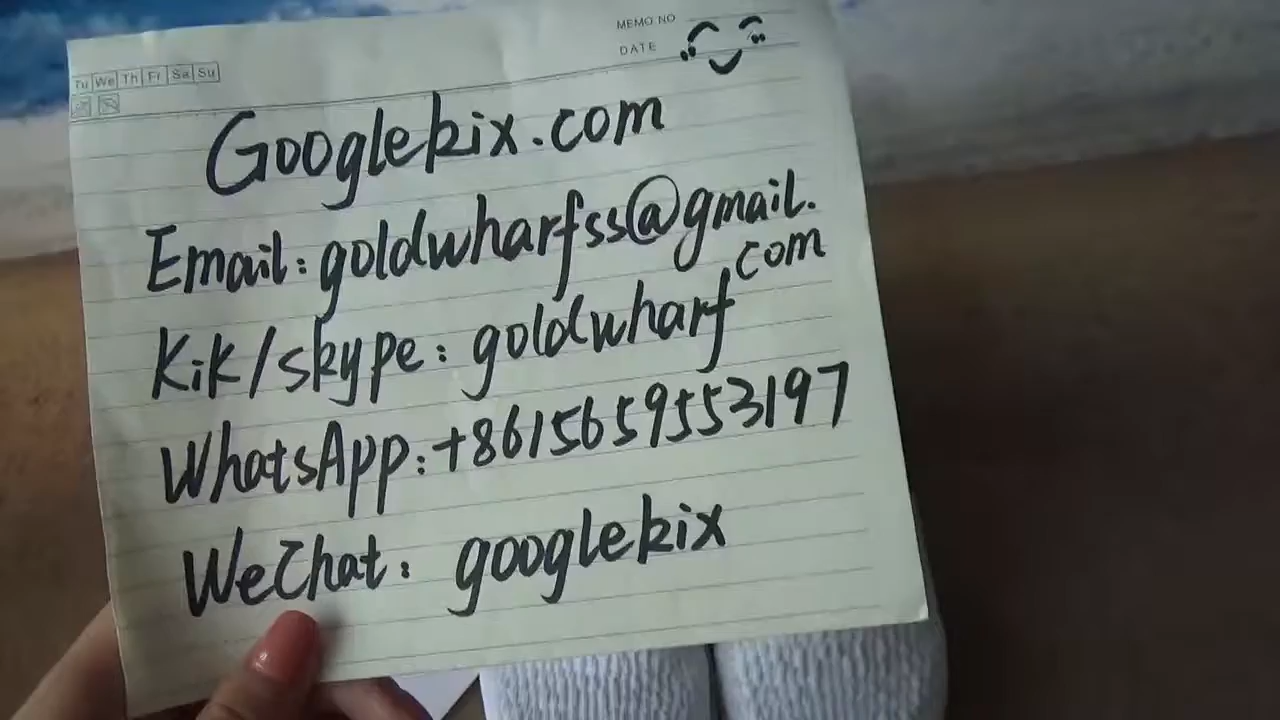 MEMO NO
DATE
Tu We Th Fr Sa Su
Googlekix.com
Email: goldwharfss@gmail.
com
Kik/skype: goldwharf
WhatsApp: +8615659553197
WeChat: googlekix